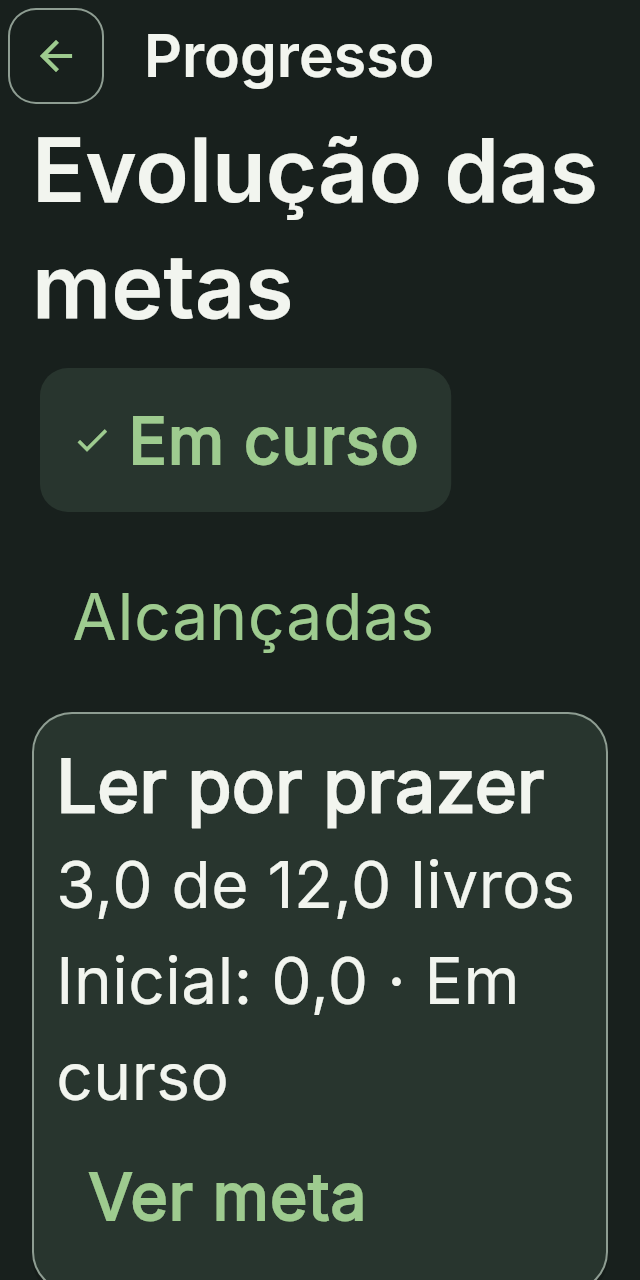 Progresso
Evolução das
metas
Em curso
Alcançadas
Ler por prazer
3,0 de 12,0 livros
Inicial: 0,0 · Em
curso
Ver meta